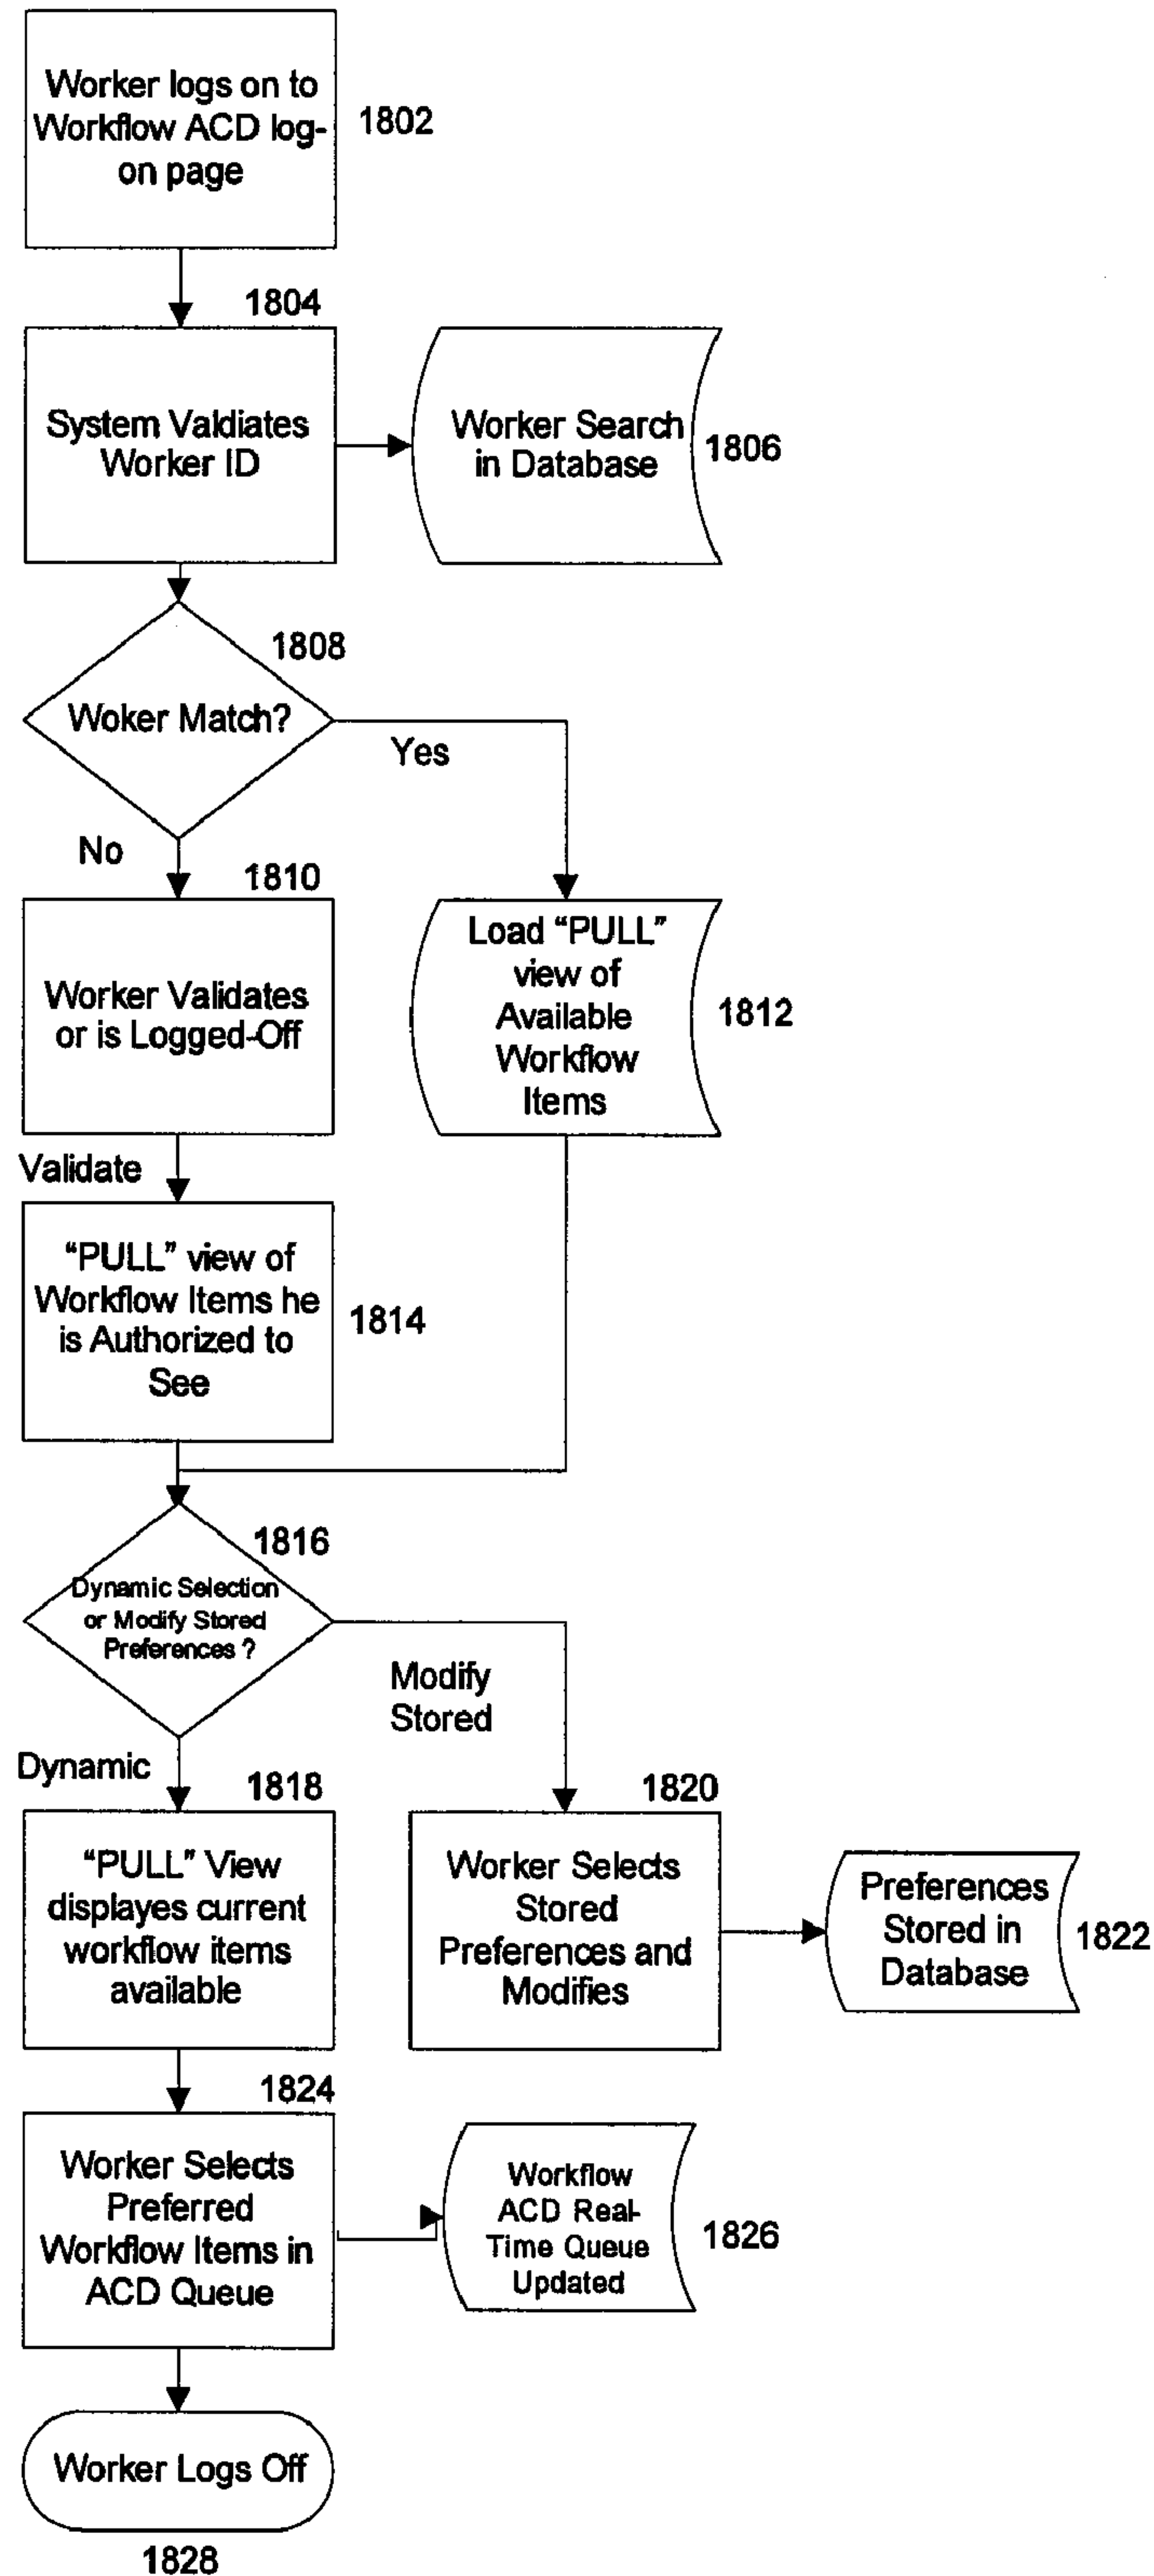 Worker logs on to
Workflow ACD log-
on page
1802
1804
System Valdiates
Worker ID
Worker Search
in Database
1806
1808
Woker Match?
Yes
No
1810
Worker Validates
or is Logged-Off
Load “PULL”
view of
Available
Workflow
Items
1812
Validate
“PULL” view of
Workflow Items he
is Authorized to
See
1814
1816
Dynamic Selection
or Modify Stored
Preferences ?
Modify
Stored
Dynamic
1818
“PULL” View
displayes current
workflow items
available
1820
Worker Selects
Stored
Preferences and
Modifies
Preferences
Stored in
Database
1822
1824
Worker Selects
Preferred
Workflow Items in
ACD Queue
Workflow
ACD Real-
Time Queue
Updated
1826
Worker Logs Off
1828